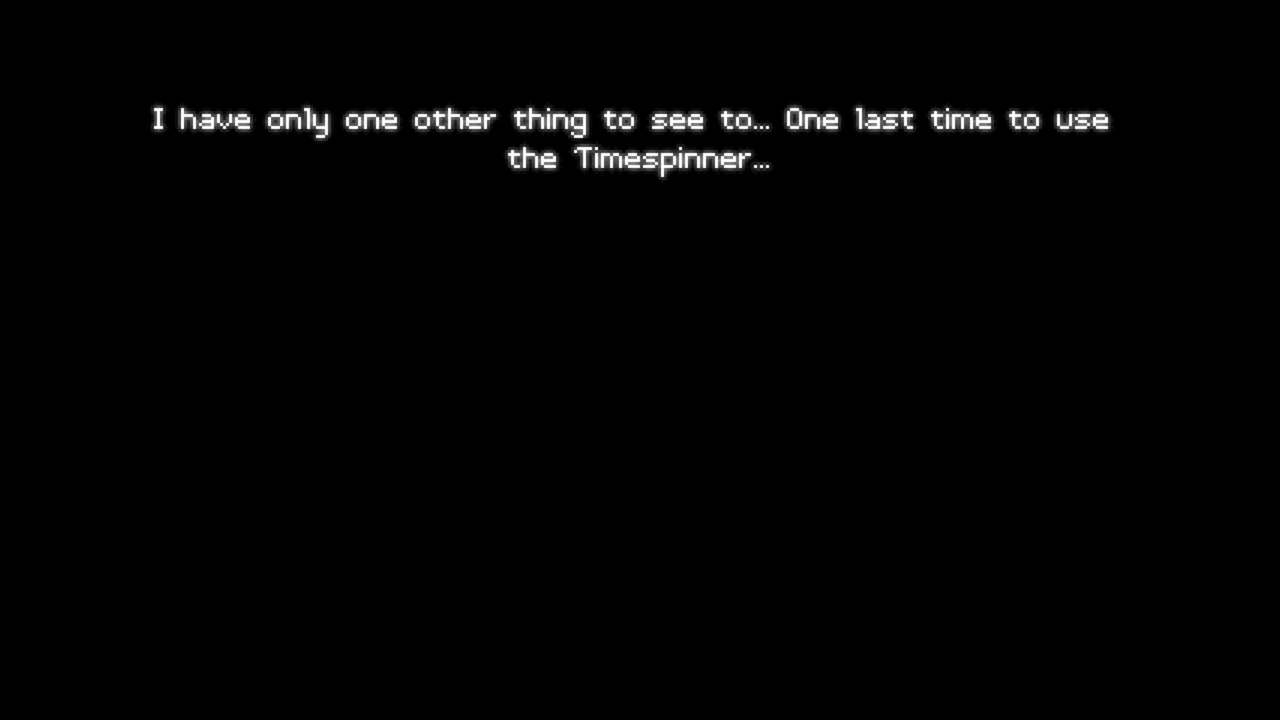 I have only one other thing to see to... One last time to use
the Timespinner...